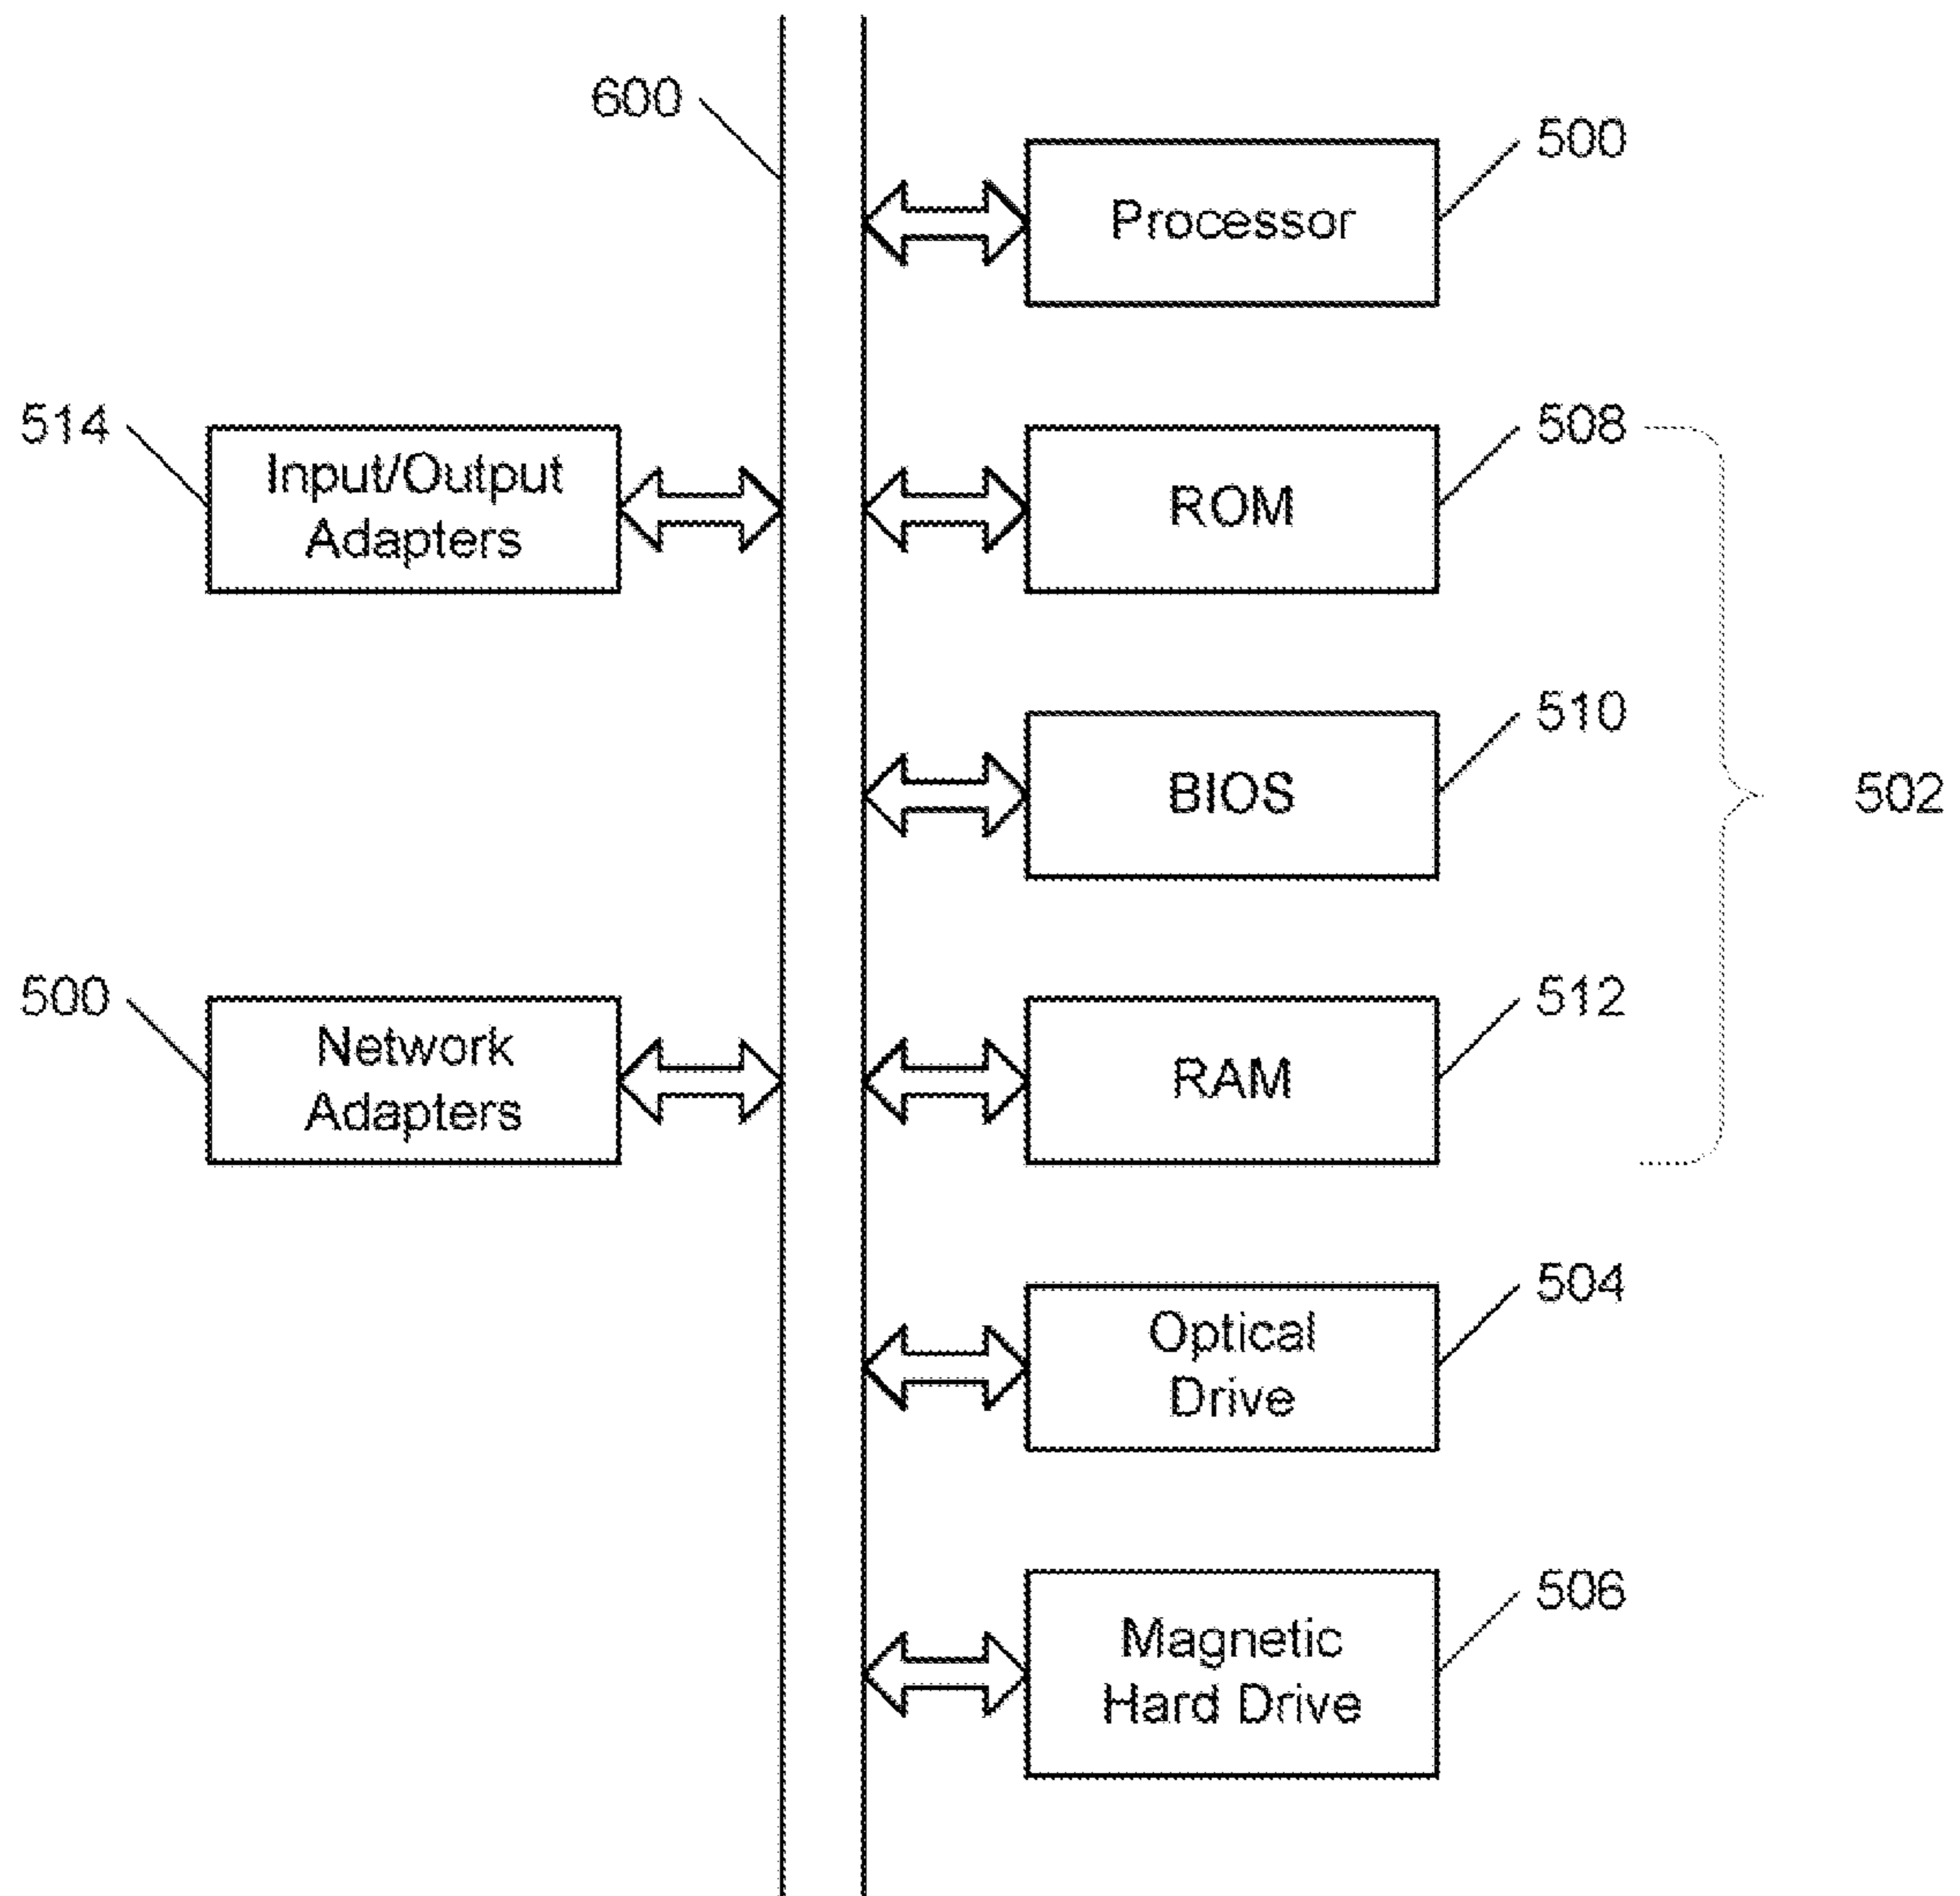 600
500
Processor
514
Input/Output
Adapters
508
ROM
510
BIOS
502
500
Network
Adapters
512
RAM
504
Optical
Drive
506
Magnetic
Hard Drive